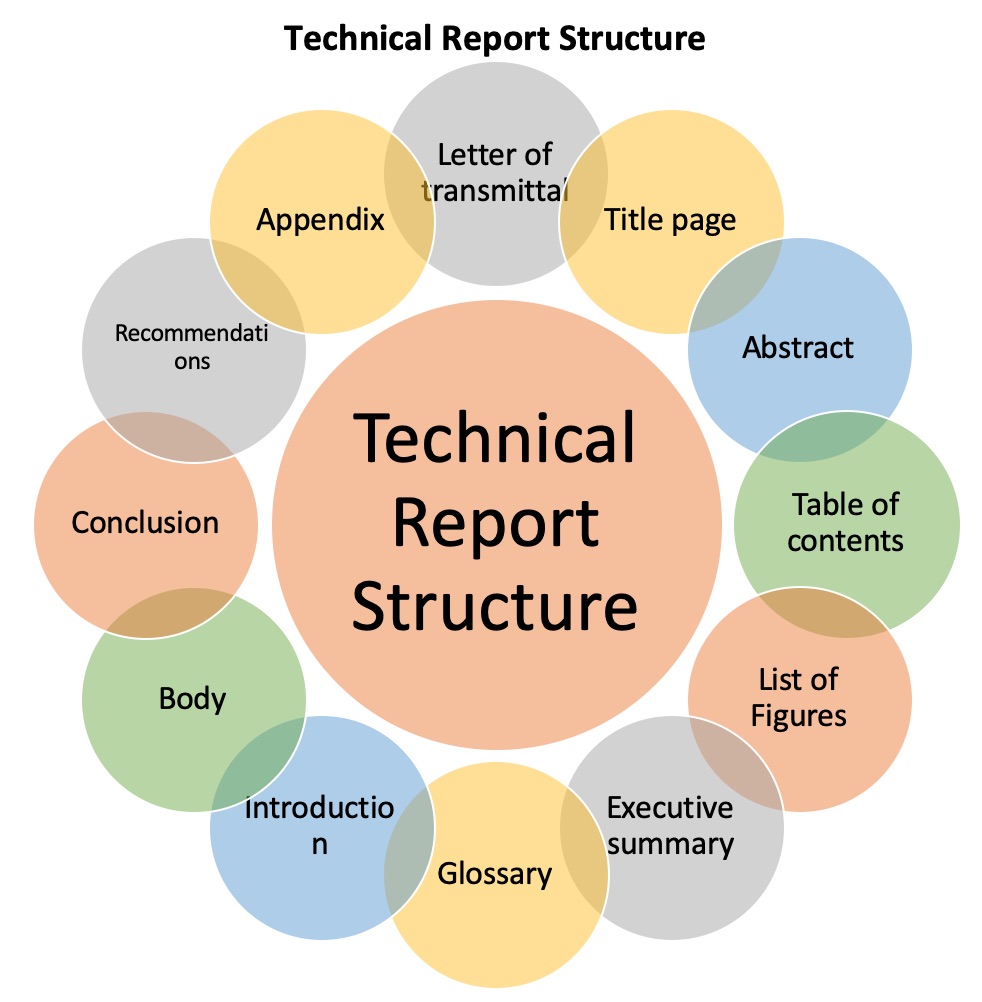 Technical Report Structure
Letter of
transmittal
Title page
Abstract
Table of
contents
List of
Figures
Executive
summary
Glossary
Introductio
n
Body
Conclusion
Recommendati
ons
Appendix
Technical
Report
Structure